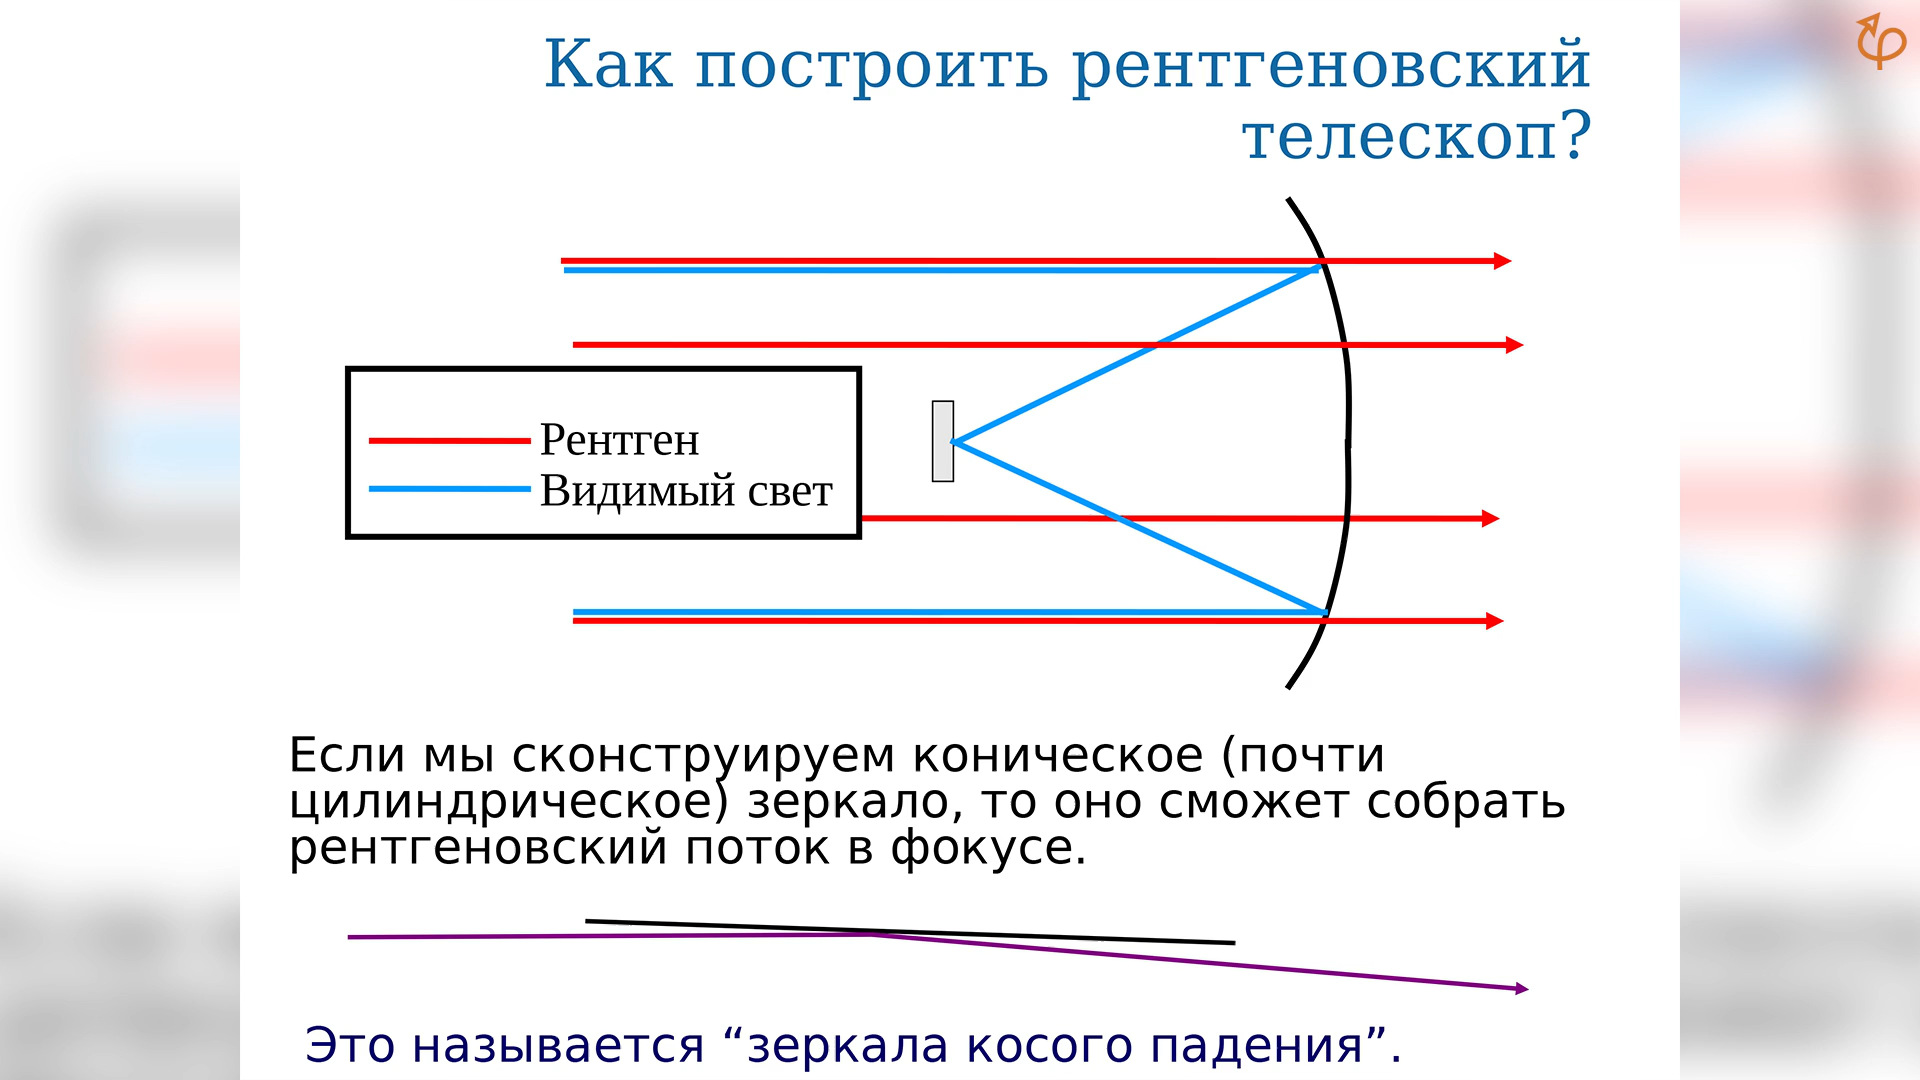 Как построить рентгеновский
телескоп?
Рентген
Видимый свет
Если мы сконструируем коническое (почти
цилиндрическое) зеркало, то оно сможет собрать
рентгеновский поток в фокусе.
Это называется “зеркала косого падения”.